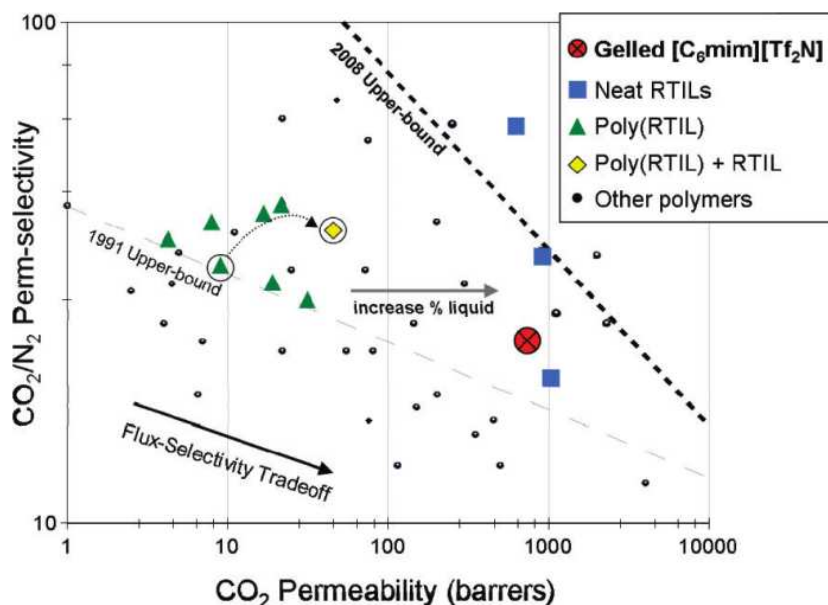 100
2008 Upper-bound
Gelled [C₆mim][Tf₂N]
Neat RTILs
Poly(RTIL)
Poly(RTIL) + RTIL
Other polymers
CO₂/N₂ Perm-selectivity
1991 Upper-bound
increase % liquid
Flux-Selectivity Tradeoff
10
1
10
100
1000
10000
CO₂ Permeability (barrers)